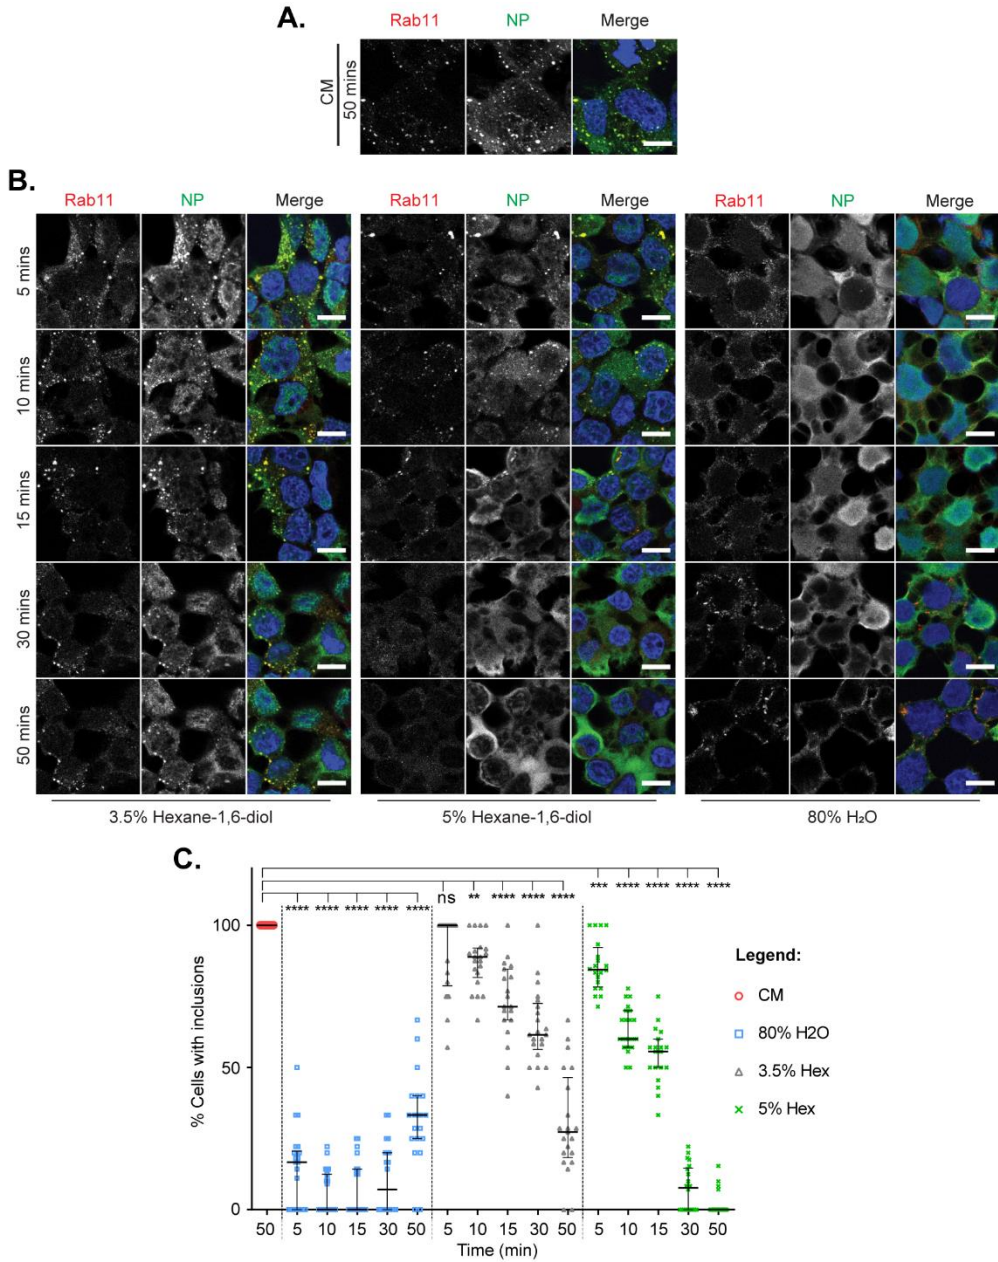 A.
Rab11 NP Merge
CM
50 mins
B.
Rab11 NP Merge Rab11 NP Merge Rab11 NP Merge
5 mins
10 mins
15 mins
30 mins
50 mins
3.5% Hexane-1,6-diol 5% Hexane-1,6-diol 80% H₂O
C.
**** **** **** **** **** ns ** **** **** **** *** **** **** **** ****
% Cells with inclusions
100
50
0
50 5 10 15 30 50 5 10 15 30 50 5 10 15 30 50
Time (min)
Legend:
CM
80% H2O
3.5% Hex
5% Hex